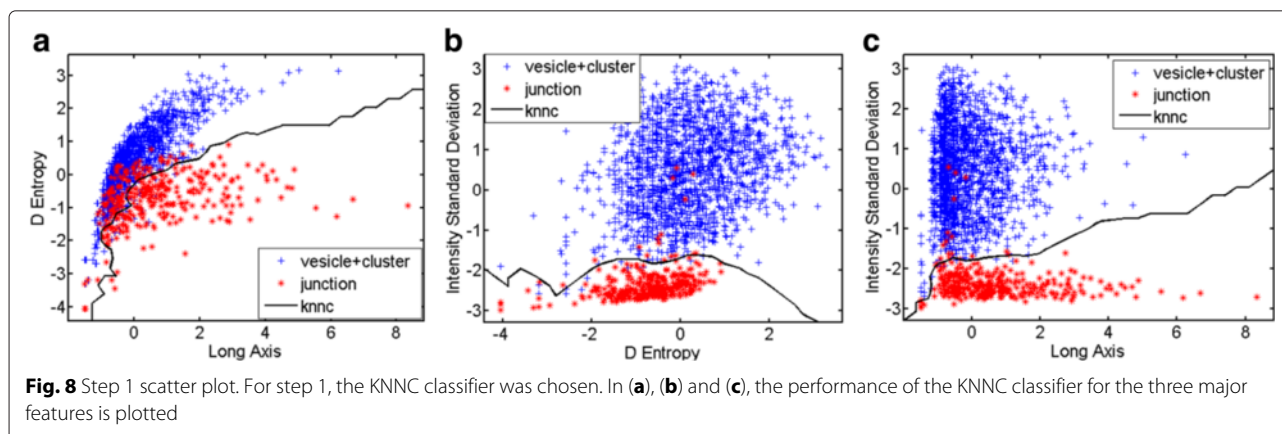 a
3
2
1
0
-1
-2
-3
-4
D Entropy
0
2
4
6
8
Long Axis
vesicle+cluster
junction
knnc
b
3
2
1
0
-1
-2
-3
Intensity Standard Deviation
-4
-2
0
2
D Entropy
vesicle+cluster
junction
knnc
c
3
2
1
0
-1
-2
-3
Intensity Standard Deviation
0
2
4
6
8
Long Axis
vesicle+cluster
junction
knnc
Fig. 8 Step 1 scatter plot. For step 1, the KNNC classifier was chosen. In (a), (b) and (c), the performance of the KNNC classifier for the three major
features is plotted